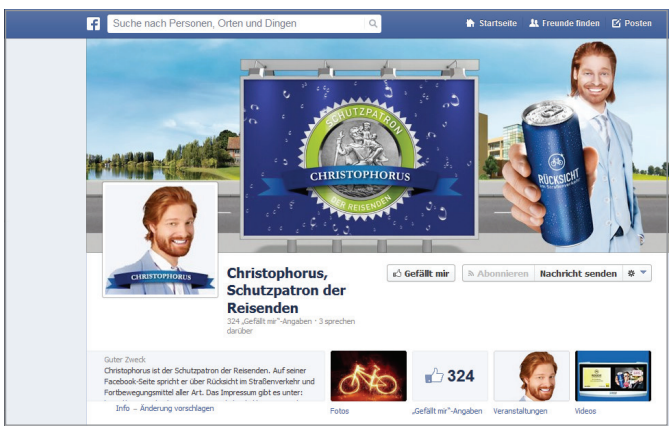 Suche nach Personen, Orten und Dingen
Startseite
Freunde finden
Posten
SCHUTZPATRON
CHRISTOPHORUS
DER REISENDEN
RÜCKSICHT
im Straßenverkehr
CHRISTOPHORUS
Christophorus,
Schutzpatron der
Reisenden
324 „Gefällt mir“-Angaben · 3 sprechen
darüber
Gefällt mir
Abonnieren
Nachricht senden
Guter Zweck
Christophorus ist der Schutzpatron der Reisenden. Auf seiner
Facebook-Seite spricht er über Rücksicht im Straßenverkehr und
Fortbewegungsmittel aller Art. Das Impressum gibt es unter:
Info – Änderung vorschlagen
Fotos
324
„Gefällt mir“-Angaben
Veranstaltungen
Videos